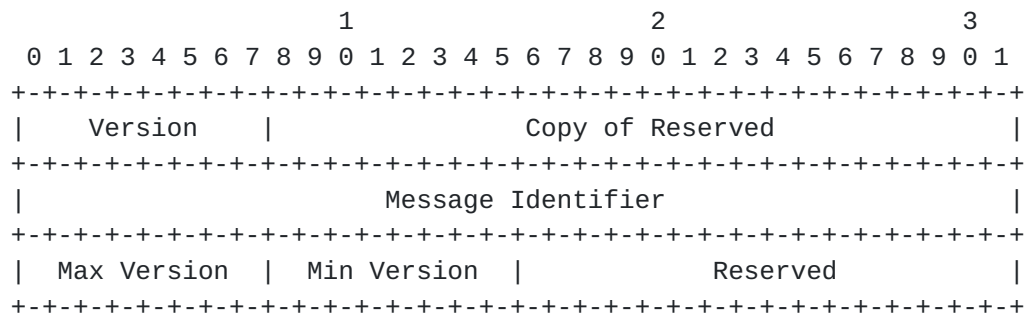 1                   2                   3
 0 1 2 3 4 5 6 7 8 9 0 1 2 3 4 5 6 7 8 9 0 1 2 3 4 5 6 7 8 9 0 1
+-+-+-+-+-+-+-+-+-+-+-+-+-+-+-+-+-+-+-+-+-+-+-+-+-+-+-+-+-+-+-+-+
|    Version    |                Copy of Reserved               |
+-+-+-+-+-+-+-+-+-+-+-+-+-+-+-+-+-+-+-+-+-+-+-+-+-+-+-+-+-+-+-+-+
|                       Message Identifier                      |
+-+-+-+-+-+-+-+-+-+-+-+-+-+-+-+-+-+-+-+-+-+-+-+-+-+-+-+-+-+-+-+-+
|  Max Version  |  Min Version  |            Reserved           |
+-+-+-+-+-+-+-+-+-+-+-+-+-+-+-+-+-+-+-+-+-+-+-+-+-+-+-+-+-+-+-+-+